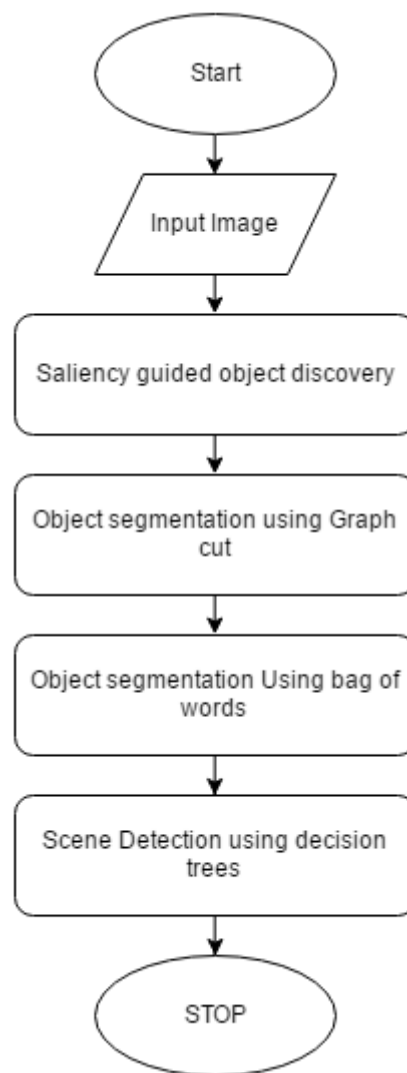 Start
Input Image
Saliency guided object discovery
Object segmentation using Graph
cut
Object segmentation Using bag of
words
Scene Detection using decision
trees
STOP